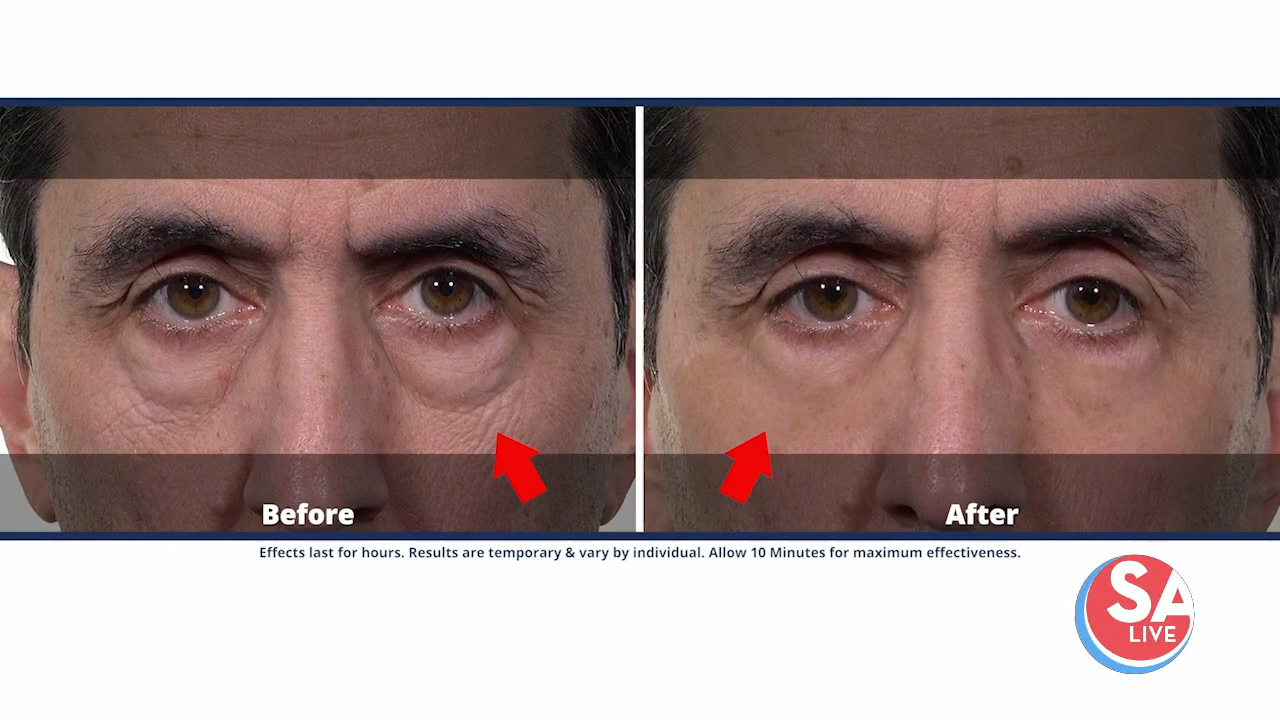 Before
After
Effects last for hours. Results are temporary & vary by individual. Allow 10 Minutes for maximum effectiveness.
SA
LIVE